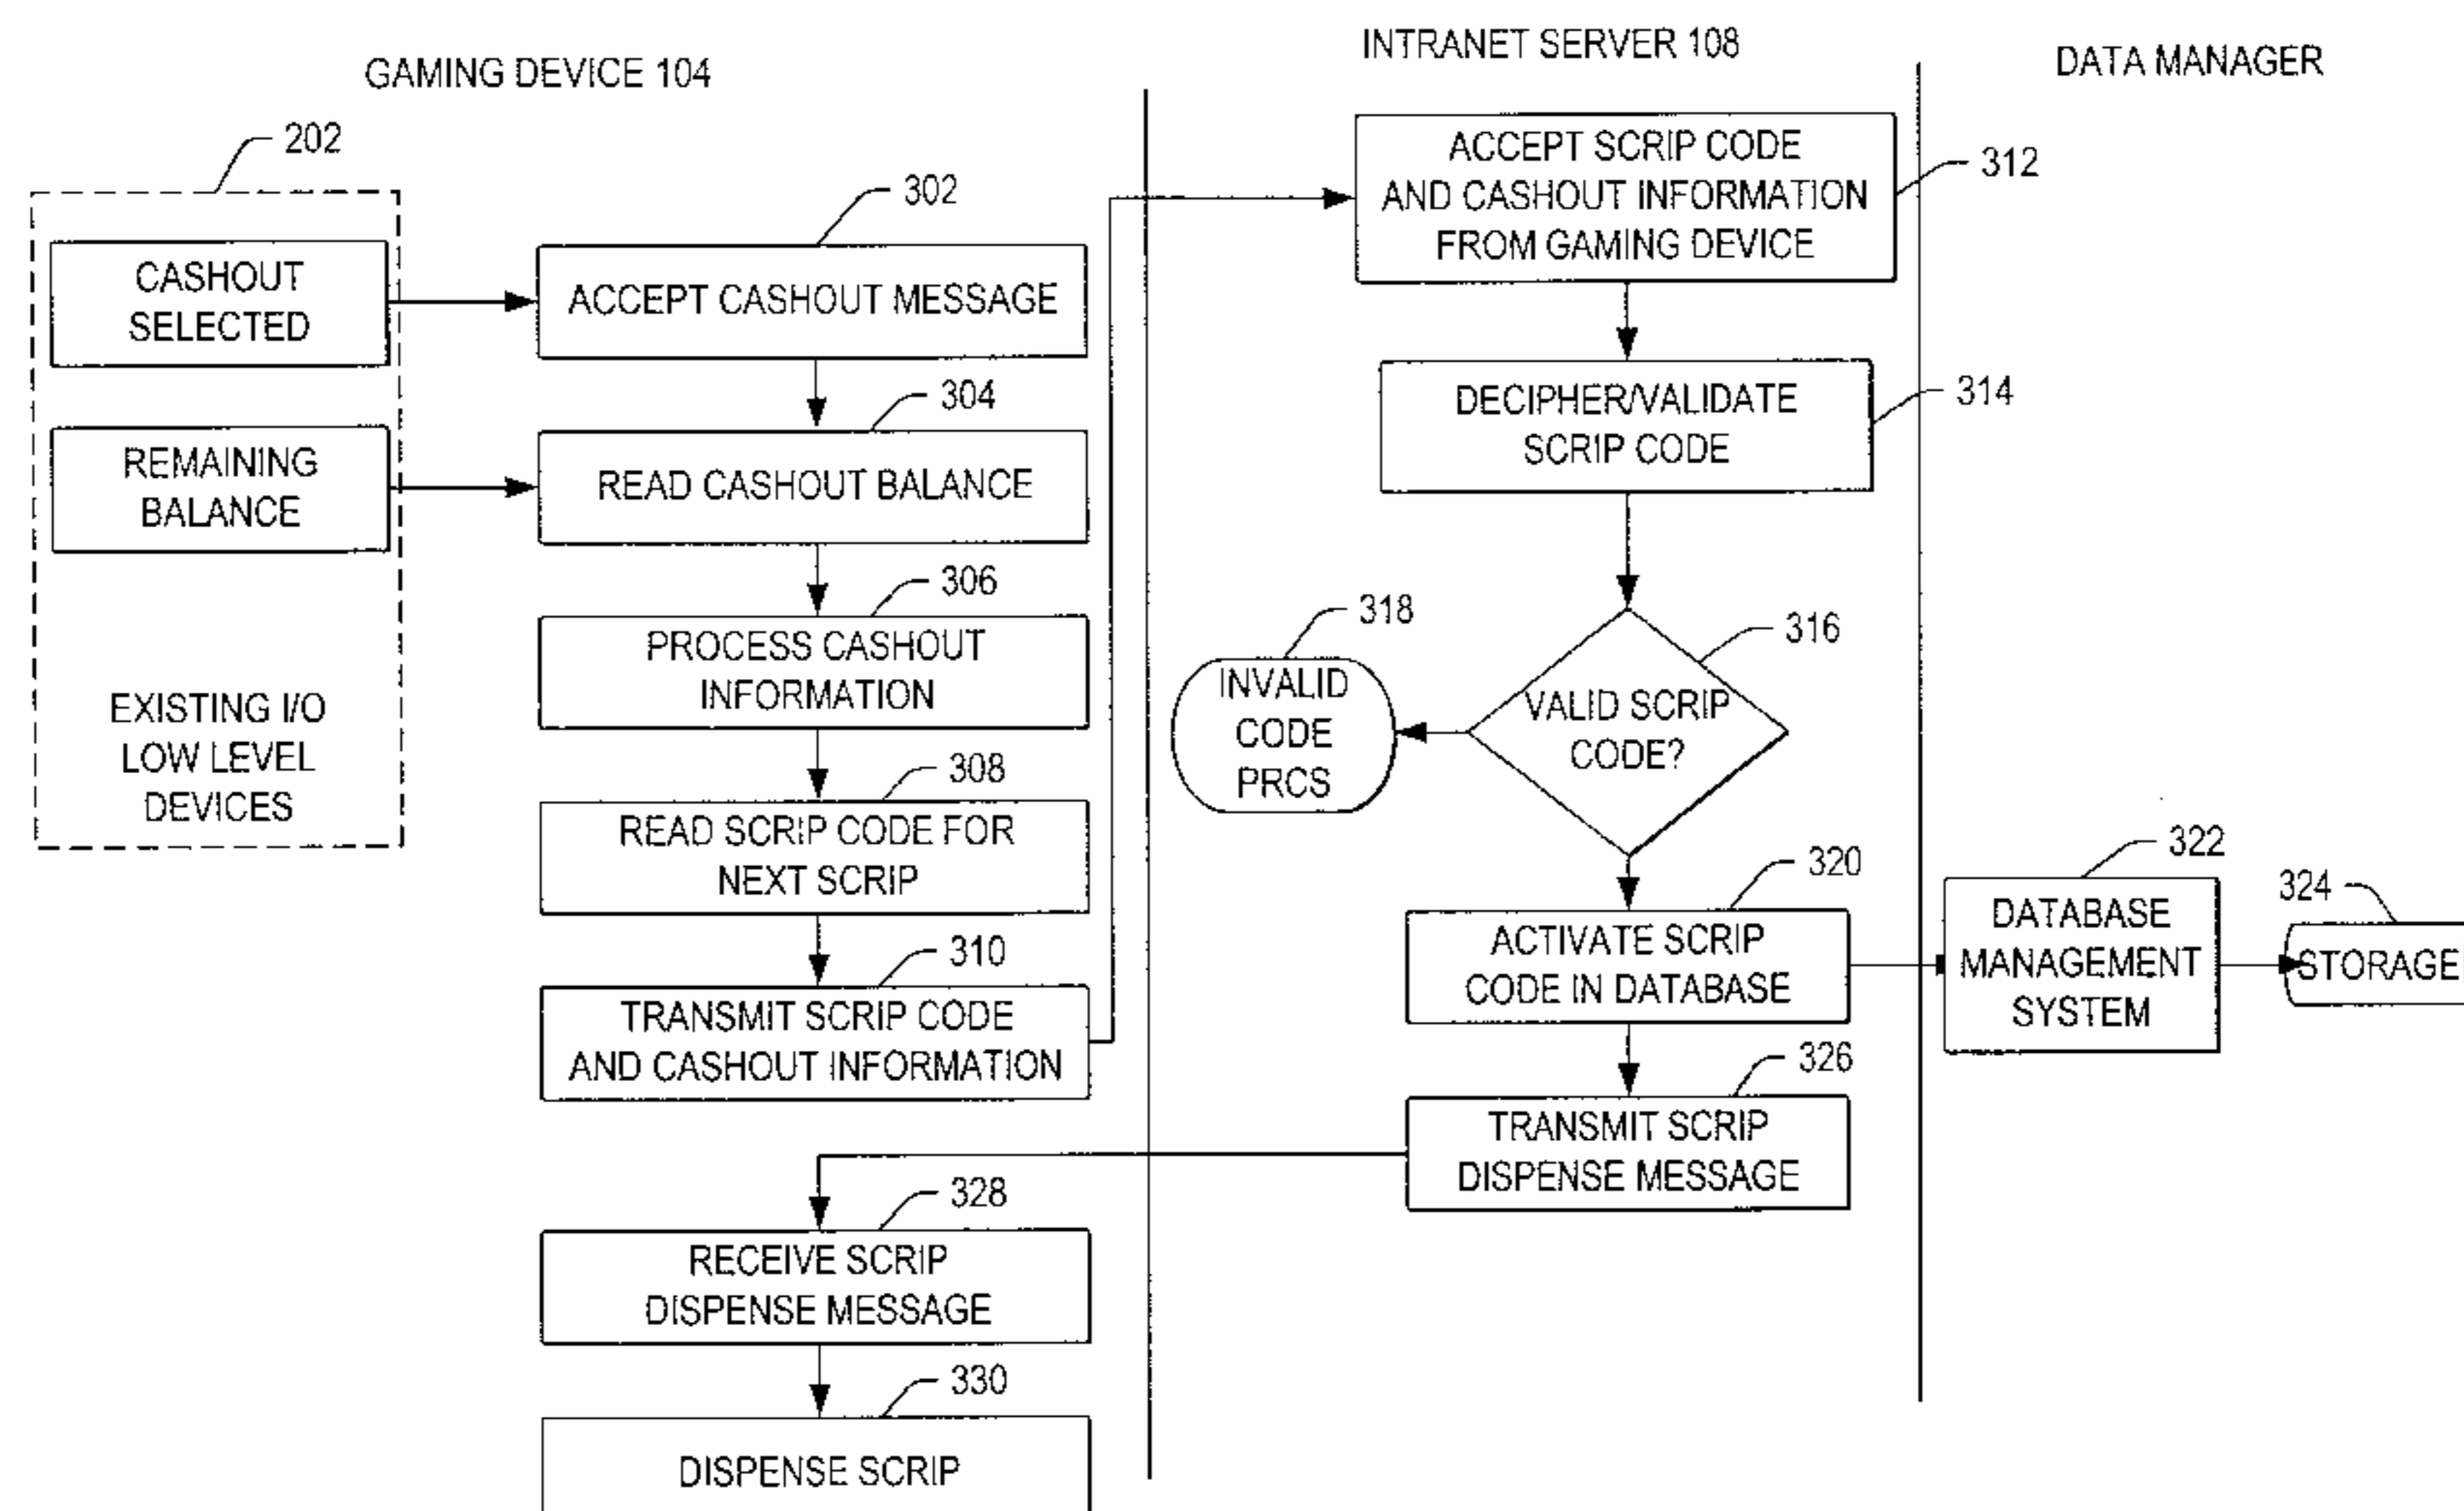 GAMING DEVICE 104
INTRANET SERVER 108
DATA MANAGER
202
CASHOUT
SELECTED
REMAINING
BALANCE
EXISTING I/O
LOW LEVEL
DEVICES
302
ACCEPT CASHOUT MESSAGE
304
READ CASHOUT BALANCE
306
PROCESS CASHOUT
INFORMATION
308
READ SCRIP CODE FOR
NEXT SCRIP
310
TRANSMIT SCRIP CODE
AND CASHOUT INFORMATION
312
ACCEPT SCRIP CODE
AND CASHOUT INFORMATION
FROM GAMING DEVICE
314
DECIPHER/VALIDATE
SCRIP CODE
316
VALID SCRIP
CODE?
318
INVALID
CODE
PRCS
320
ACTIVATE SCRIP
CODE IN DATABASE
322
DATABASE
MANAGEMENT
SYSTEM
324
STORAGE
326
TRANSMIT SCRIP
DISPENSE MESSAGE
328
RECEIVE SCRIP
DISPENSE MESSAGE
330
DISPENSE SCRIP